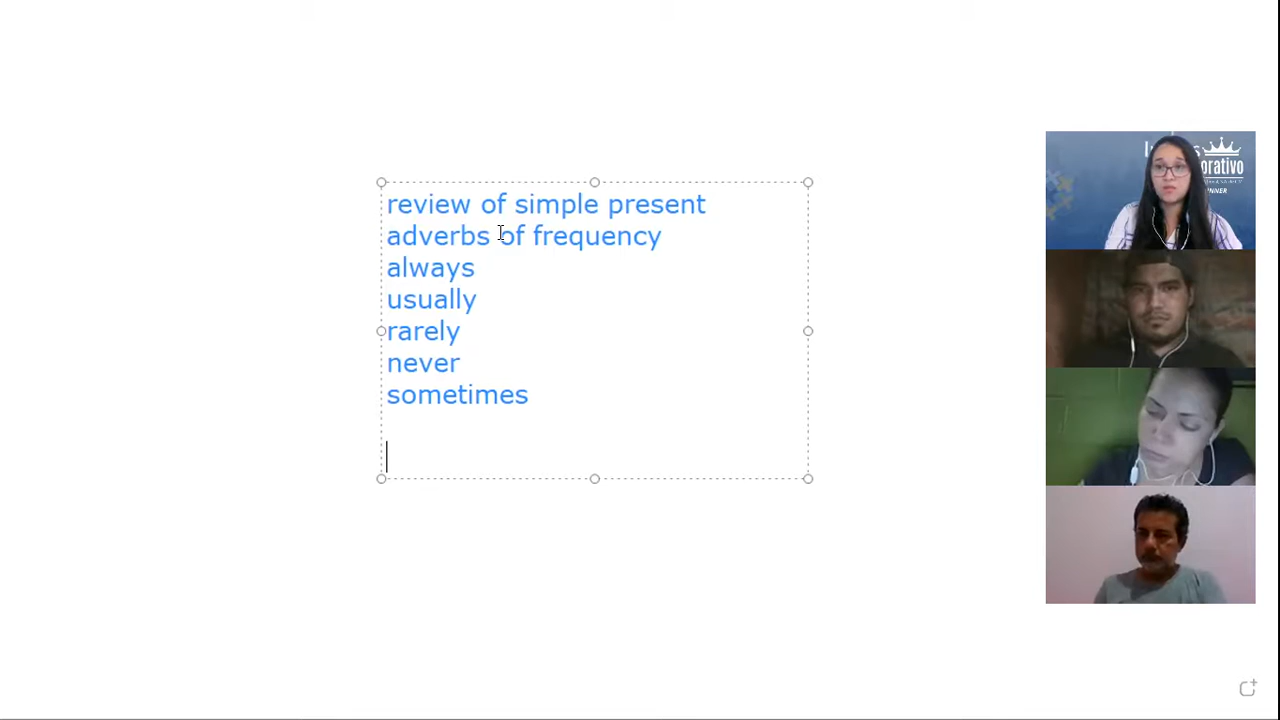 review of simple present
adverbs of frequency
always
usually
rarely
never
sometimes